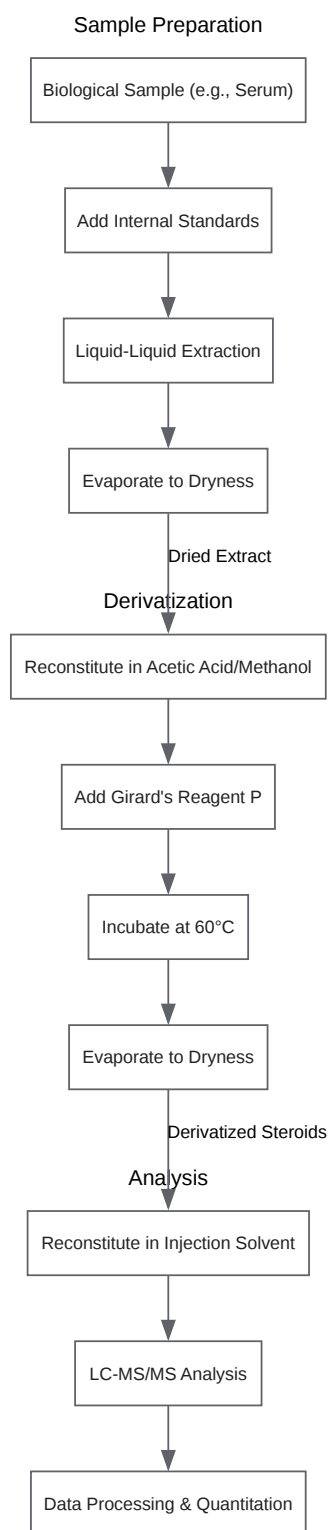 Sample Preparation
Biological Sample (e.g., Serum)
Add Internal Standards
Liquid-Liquid Extraction
Evaporate to Dryness
Dried Extract
Derivatization
Reconstitute in Acetic Acid/Methanol
Add Girard's Reagent P
Incubate at 60°C
Evaporate to Dryness
Derivatized Steroids
Analysis
Reconstitute in Injection Solvent
LC-MS/MS Analysis
Data Processing & Quantitation